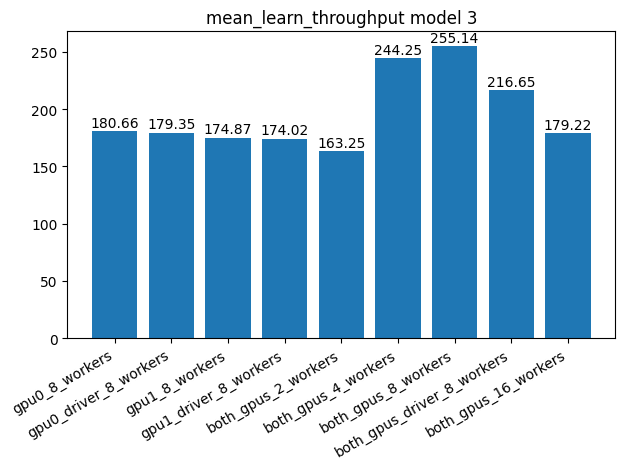 mean_learn_throughput model 3
250
200
150
100
50
0
180.66
179.35
174.87
174.02
163.25
244.25
255.14
216.65
179.22
gpu0_8_workers
gpu0_driver_8_workers
gpu1_8_workers
gpu1_driver_8_workers
both_gpus_2_workers
both_gpus_4_workers
both_gpus_8_workers
both_gpus_driver_8_workers
both_gpus_16_workers